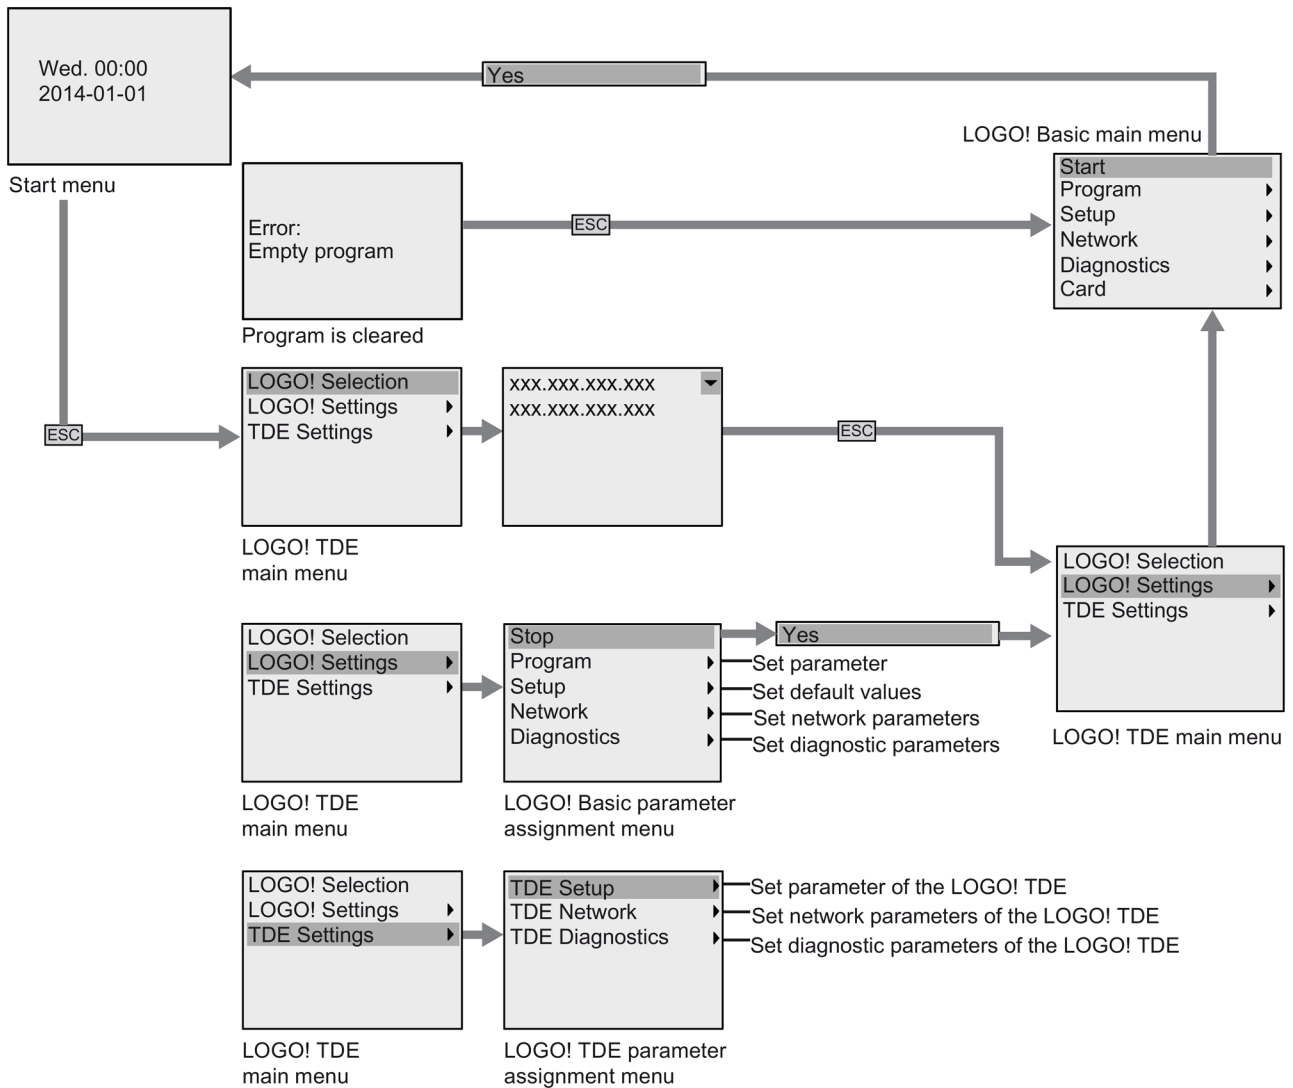 Wed. 00:00
2014-01-01
Start menu
Yes
LOGO! Basic main menu
Start
Program
Setup
Network
Diagnostics
Card
Error:
Empty program
Program is cleared
ESC
ESC
LOGO! Selection
LOGO! Settings
TDE Settings
LOGO! TDE
main menu
xxx.xxx.xxx.xxx
xxx.xxx.xxx.xxx
ESC
LOGO! Selection
LOGO! Settings
TDE Settings
LOGO! TDE main menu
LOGO! Selection
LOGO! Settings
TDE Settings
LOGO! TDE
main menu
Stop
Program
Setup
Network
Diagnostics
LOGO! Basic parameter
assignment menu
Yes
Set parameter
Set default values
Set network parameters
Set diagnostic parameters
LOGO! Selection
LOGO! Settings
TDE Settings
LOGO! TDE
main menu
TDE Setup
TDE Network
TDE Diagnostics
LOGO! TDE parameter
assignment menu
Set parameter of the LOGO! TDE
Set network parameters of the LOGO! TDE
Set diagnostic parameters of the LOGO! TDE